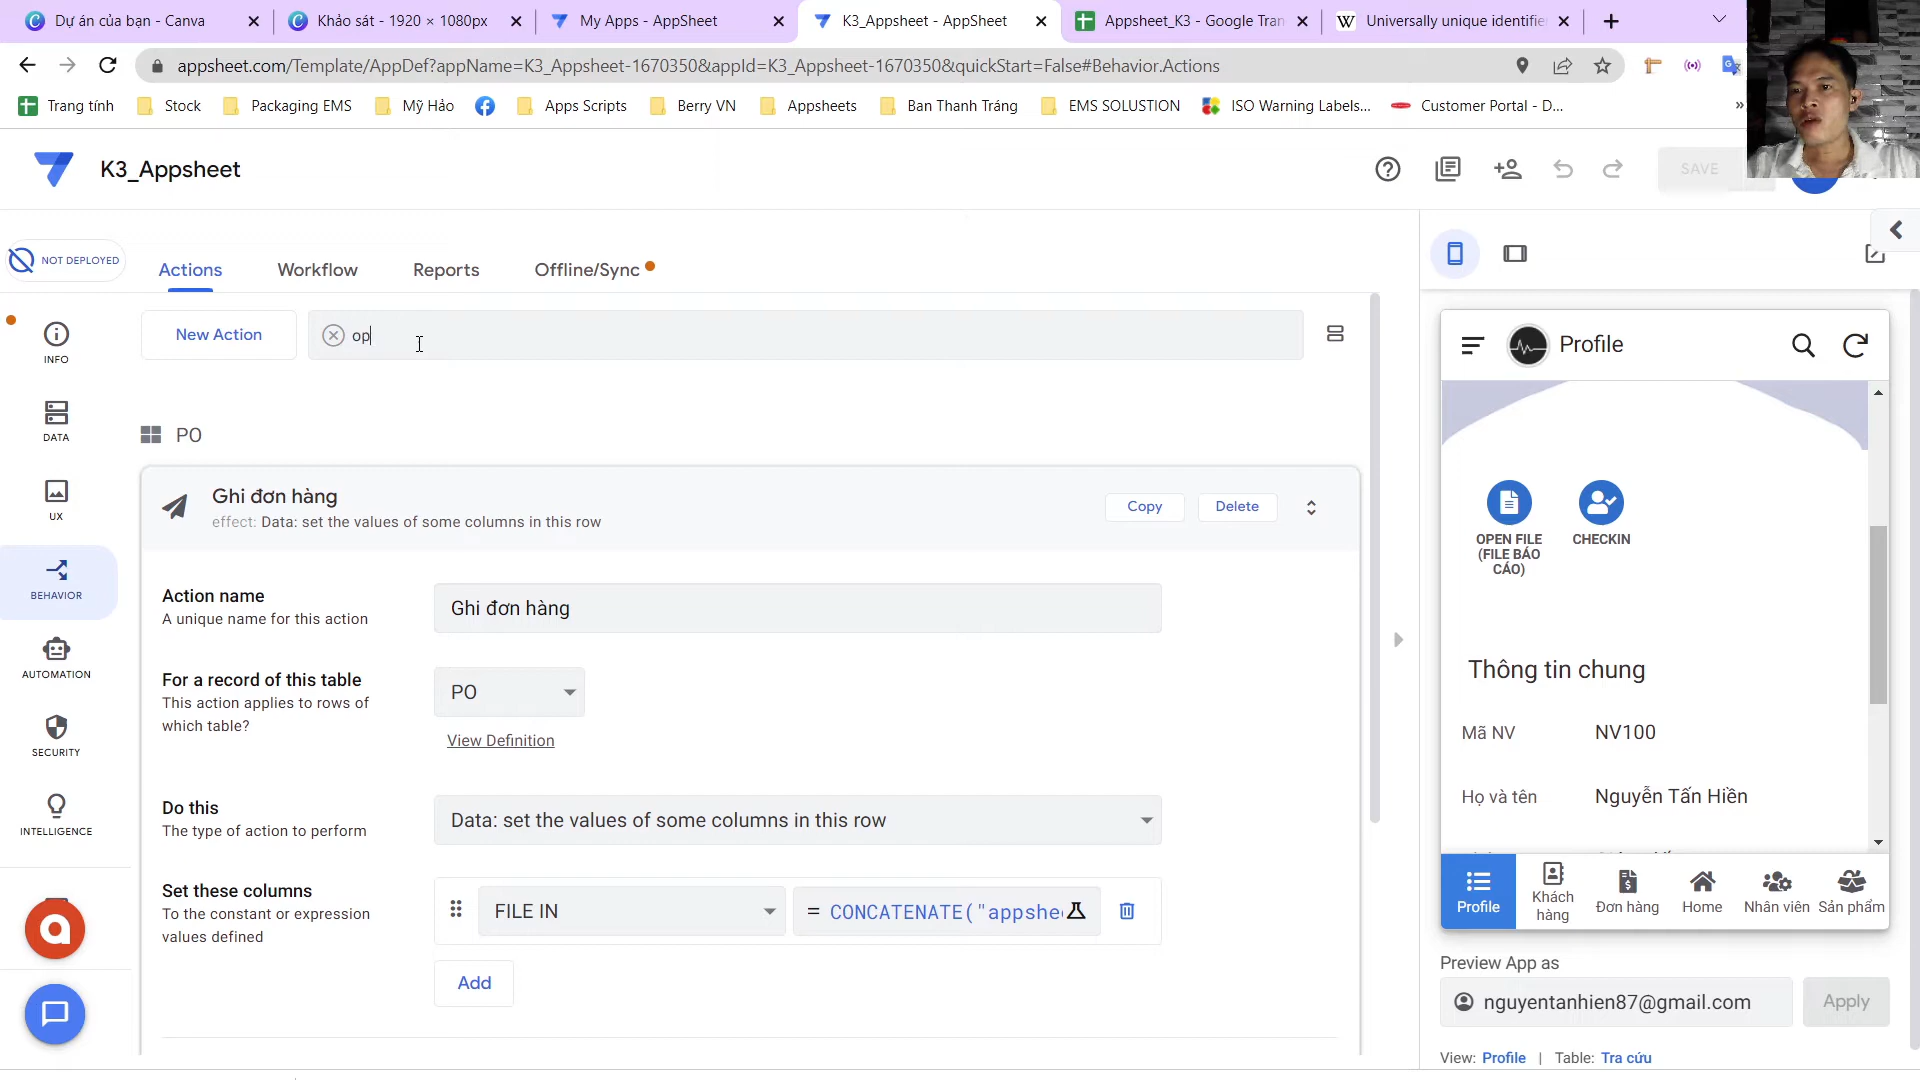 Dự án của bạn - Canva
Khảo sát - 1920 × 1080px
My Apps - AppSheet
K3_Appsheet - AppSheet
Appsheet_K3 - Google Tran
Universally unique identifie
appsheet.com/Template/AppDef?appName=K3_Appsheet-1670350&appId=K3_Appsheet-1670350&quickStart=False#Behavior.Actions
Trang tính
Stock
Packaging EMS
Mỹ Hảo
Apps Scripts
Berry VN
Appsheets
Ban Thanh Tráng
EMS SOLUSTION
ISO Warning Labels...
Customer Portal - D...
»
K3_Appsheet
SAVE
NOT DEPLOYED
Actions
Workflow
Reports
Offline/Sync
INFO
DATA
UX
BEHAVIOR
AUTOMATION
SECURITY
INTELLIGENCE
New Action
op
PO
Ghi đơn hàng
effect: Data: set the values of some columns in this row
Copy
Delete
Action name
A unique name for this action
Ghi đơn hàng
For a record of this table
This action applies to rows of
which table?
PO
View Definition
Do this
The type of action to perform
Data: set the values of some columns in this row
Set these columns
To the constant or expression
values defined
FILE IN
= CONCATENATE("appshe
Add
Profile
OPEN FILE
(FILE BÁO
CÁO)
CHECKIN
Thông tin chung
Mã NV
NV100
Họ và tên
Nguyễn Tấn Hiền
Profile
Khách
hàng
Đơn hàng
Home
Nhân viên
Sản phẩm
Preview App as
nguyentanhien87@gmail.com
Apply
View: Profile | Table: Tra cứu